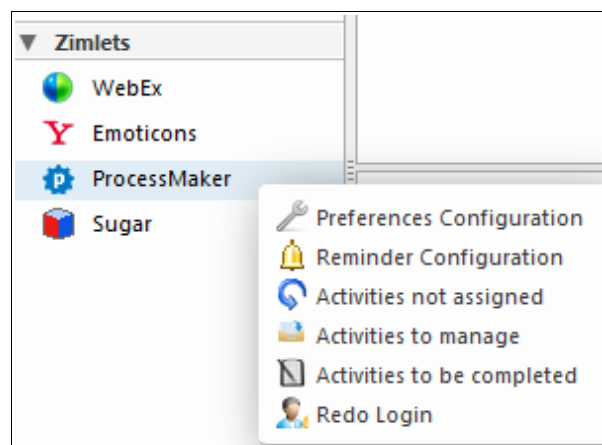 Zimlets
WebEx
Emoticons
ProcessMaker
Sugar
Preferences Configuration
Reminder Configuration
Activities not assigned
Activities to manage
Activities to be completed
Redo Login